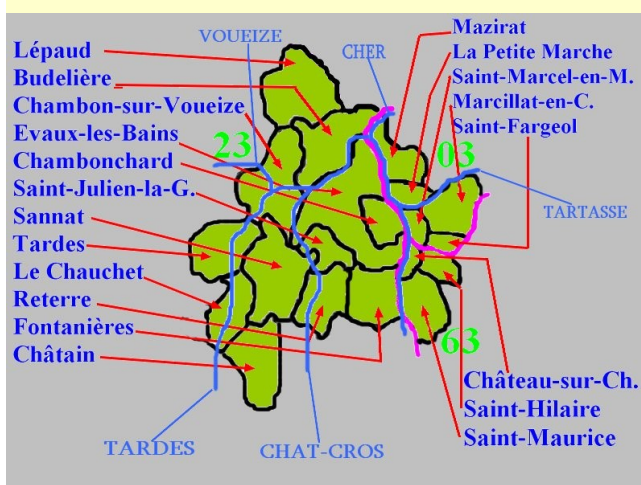 VOUEIZE
CHER
Lépaud
Budelière
Chambon-sur-Voueize
Evaux-les-Bains
Chambonchard
Saint-Julien-la-G.
Sannat
Tardes
Le Chauchet
Reterre
Fontanières
Châtain
23
Mazirat
La Petite Marche
Saint-Marcel-en-M.
Marcillat-en-C.
Saint-Fargeol
03
TARTASSE
63
Château-sur-Ch.
Saint-Hilaire
Saint-Maurice
TARDES
CHAT-CROS